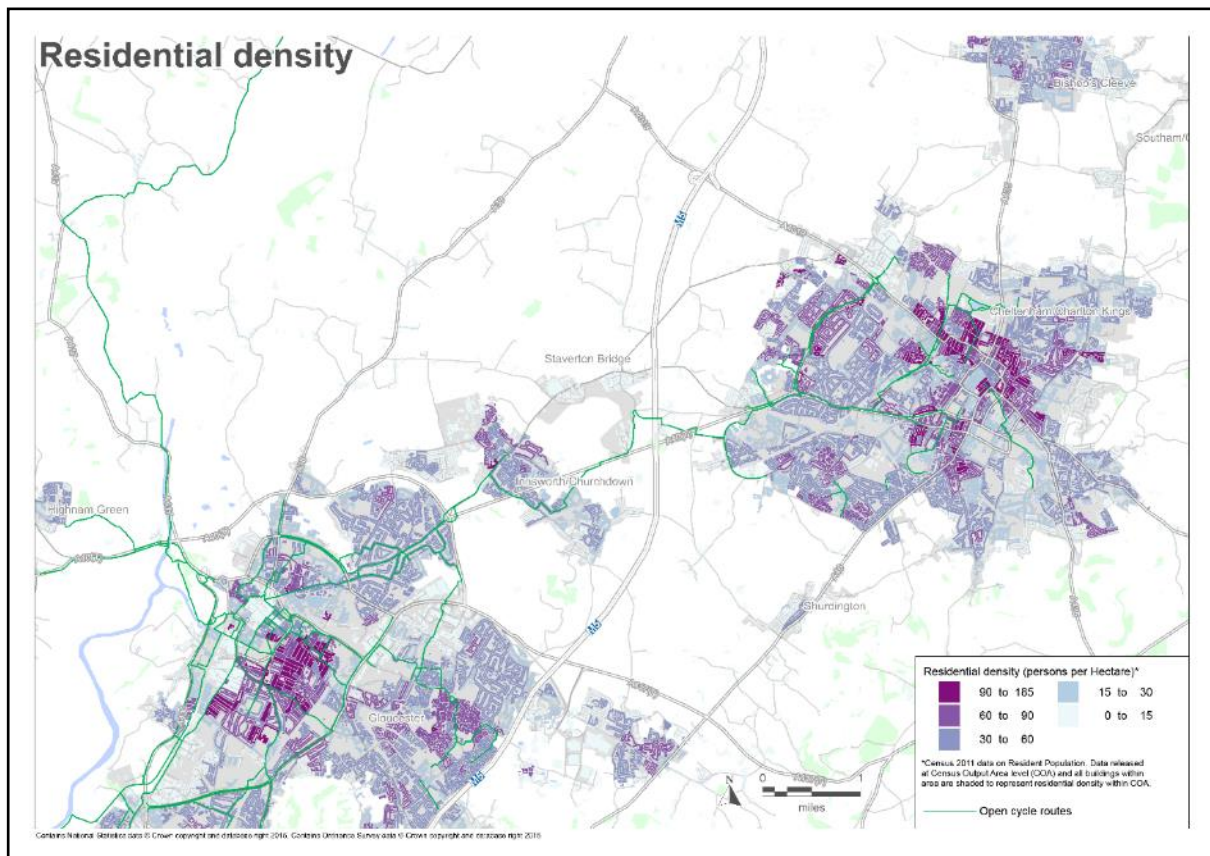 Residential density
Bishop's Cleeve
Southam/C
M5
Cheltenham/Charlton Kings
Staverton Bridge
Innsworth/Churchdown
Highnam Green
Shurdington
M5
Gloucester
M5
Residential density (persons per Hectare)*
90 to 185
15 to 30
60 to 90
0 to 15
30 to 60
*Census 2011 data on Resident Population. Data released
at Census Output Area level (COA) and all buildings within
area are shaded to represent residential density within COA.
Open cycle routes
N
0 1
miles
Contains National Statistics data © Crown copyright and database right 2016. Contains Ordnance Survey data © Crown copyright and database right 2016